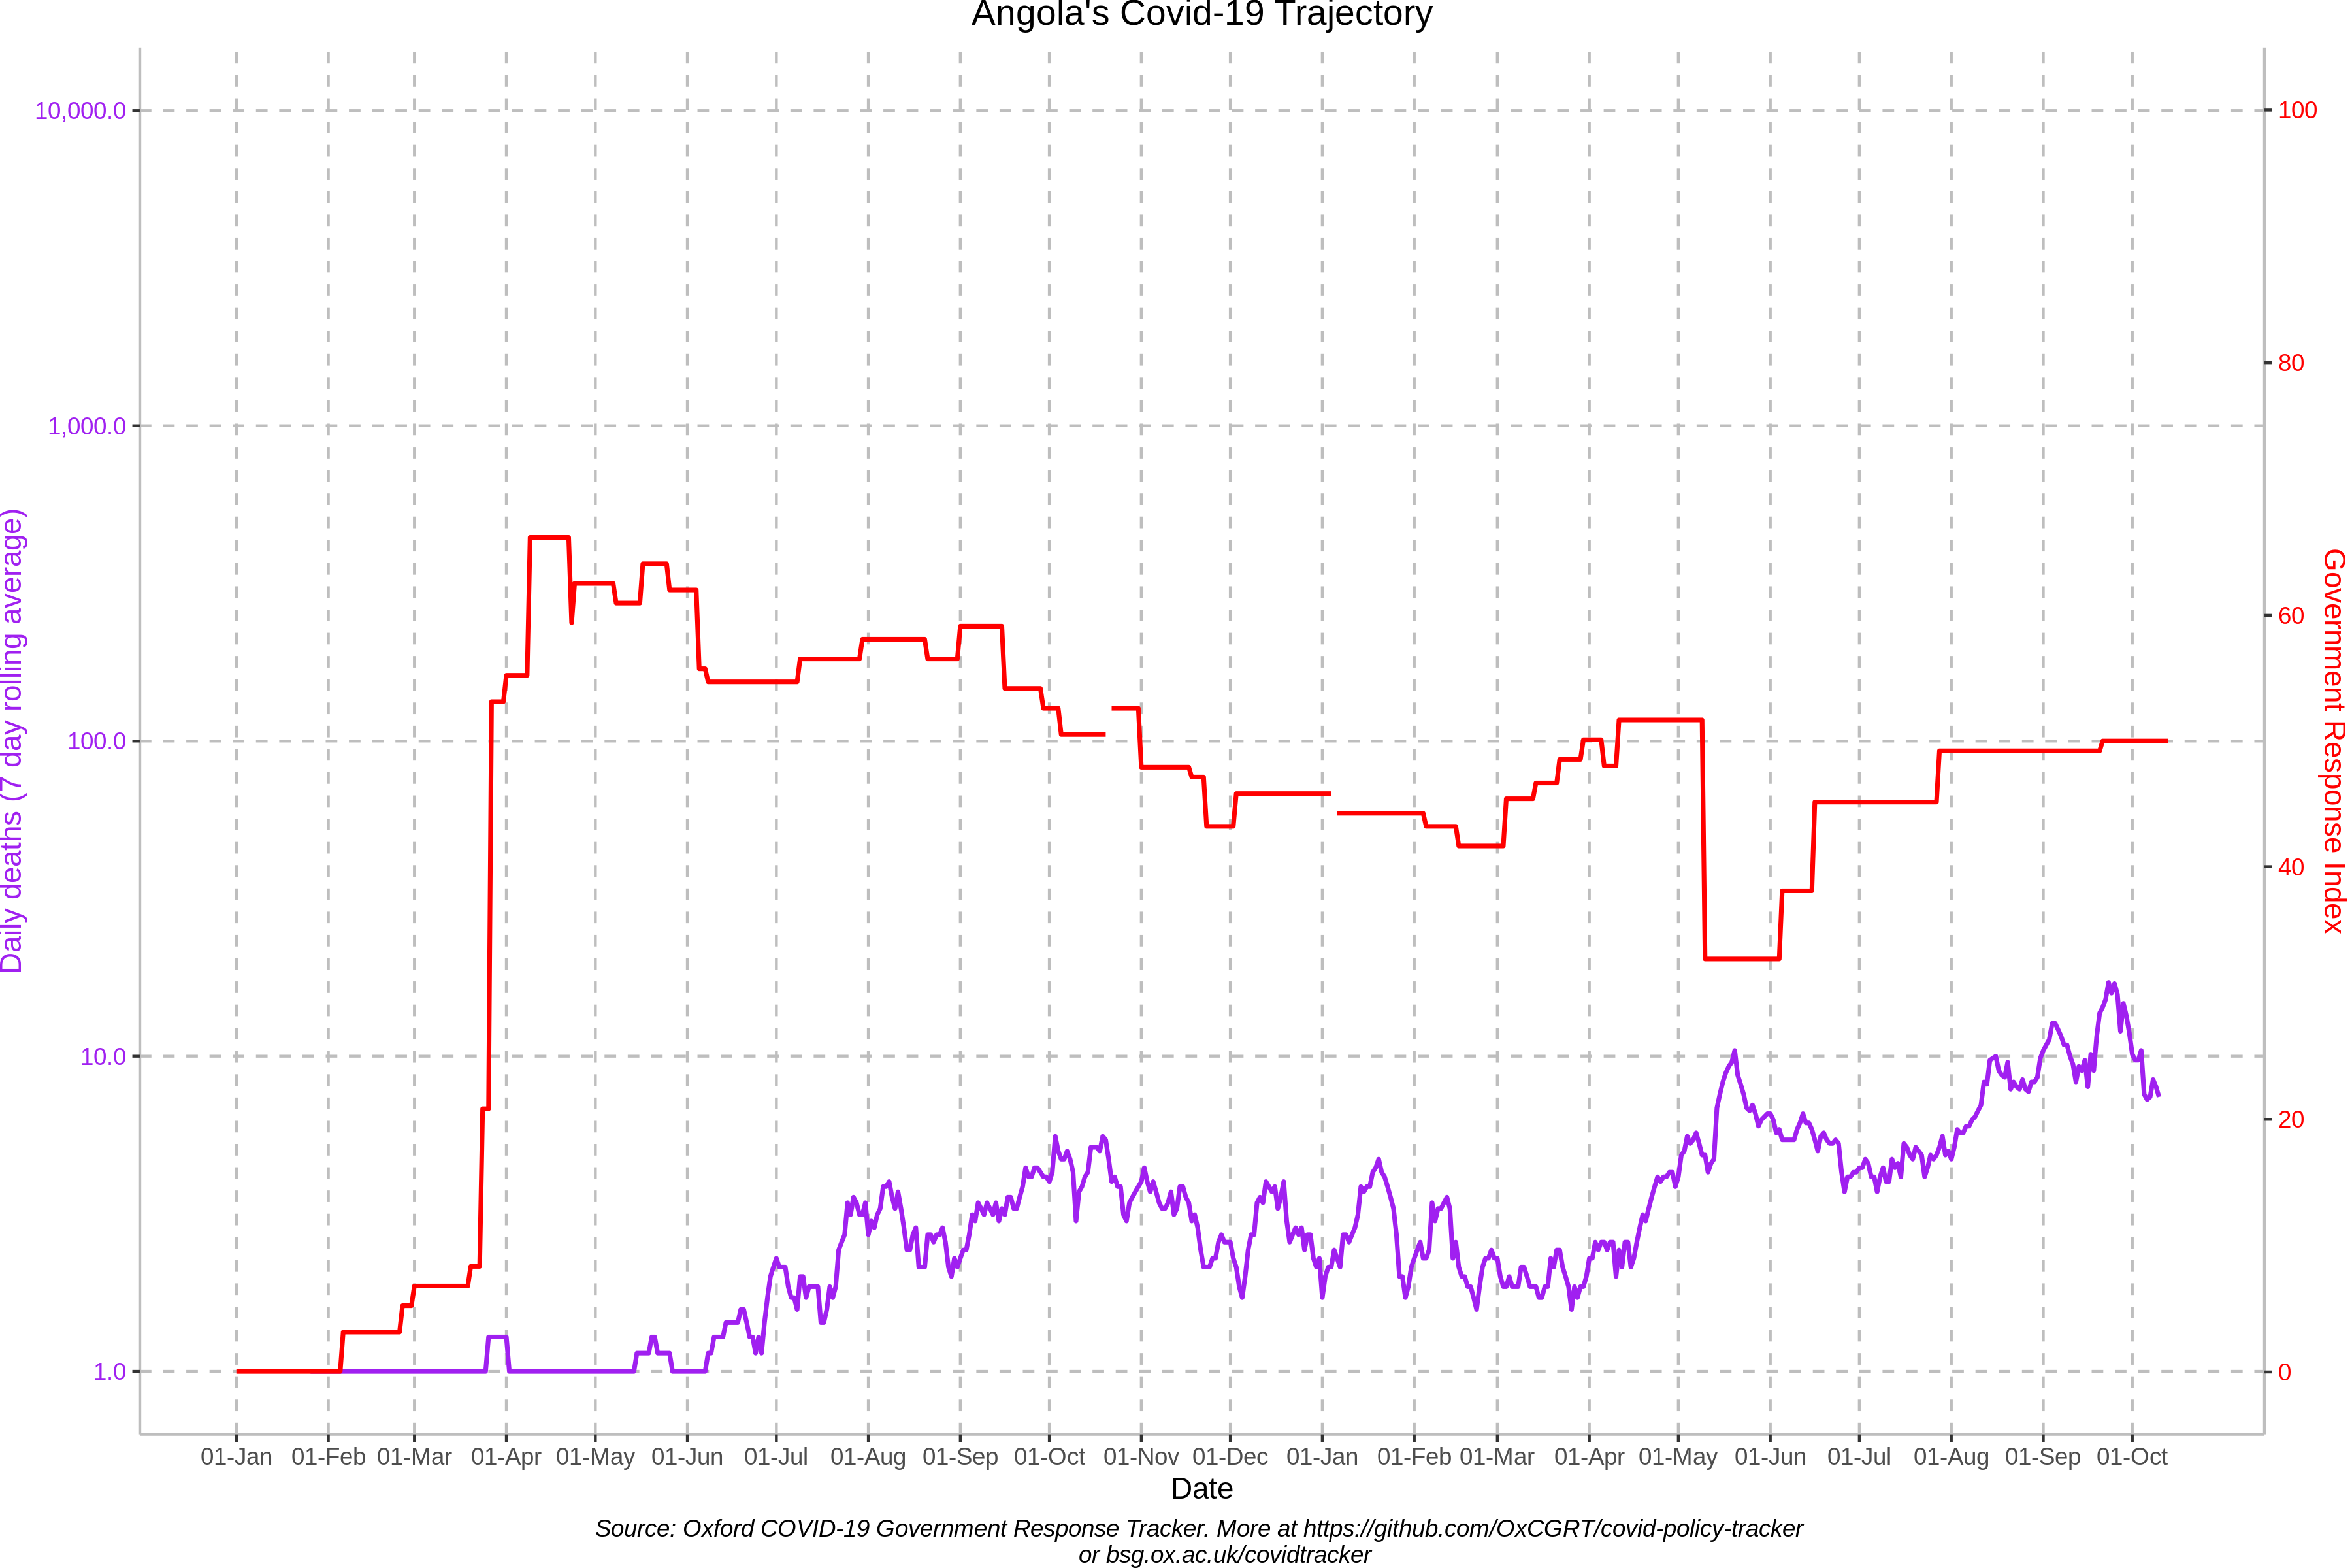 Angola's Covid-19 Trajectory
10,000.0
1,000.0
100.0
10.0
1.0
Daily deaths (7 day rolling average)
100
80
60
40
20
0
Government Response Index
01-Jan 01-Feb 01-Mar 01-Apr 01-May 01-Jun 01-Jul 01-Aug 01-Sep 01-Oct 01-Nov 01-Dec 01-Jan 01-Feb 01-Mar 01-Apr 01-May 01-Jun 01-Jul 01-Aug 01-Sep 01-Oct
Date
Source: Oxford COVID-19 Government Response Tracker. More at https://github.com/OxCGRT/covid-policy-tracker
or bsg.ox.ac.uk/covidtracker